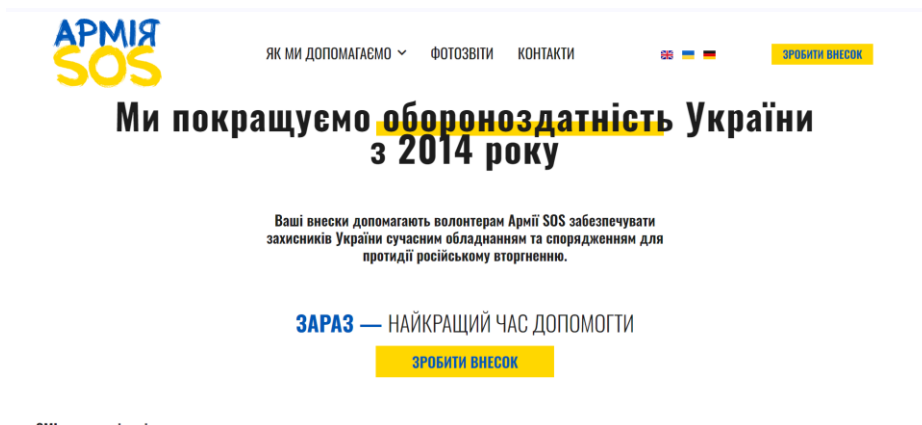 АРМІЯ
SOS
ЯК МИ ДОПОМАГАЄМО
ФОТОЗВІТИ
КОНТАКТИ
ЗРОБИТИ ВНЕСОК
Ми покращуємо обороноздатність України
з 2014 року
Ваші внески допомагають волонтерам Армії SOS забезпечувати
захисників України сучасним обладнанням та спорядженням для
протидії російському вторгненню.
ЗАРАЗ — НАЙКРАЩИЙ ЧАС ДОПОМОГТИ
ЗРОБИТИ ВНЕСОК